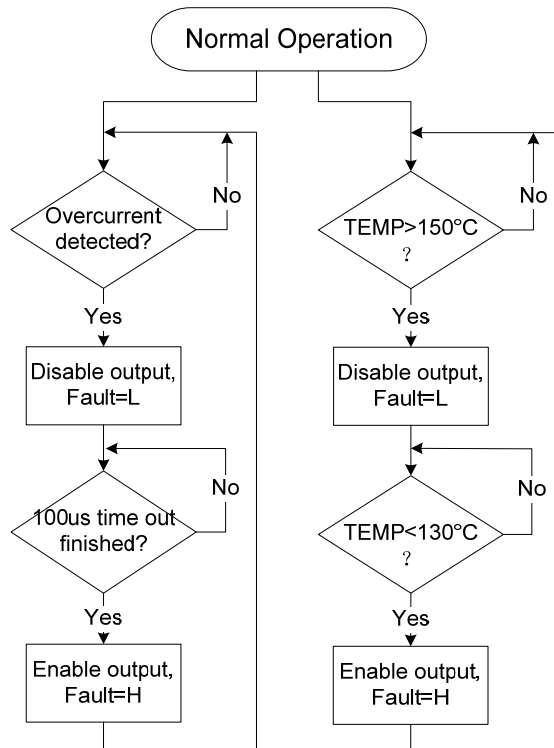 Normal Operation
No
Overcurrent
detected?
Yes
Disable output,
Fault=L
No
100us time out
finished?
Yes
Enable output,
Fault=H
No
TEMP>150°C
?
Yes
Disable output,
Fault=L
No
TEMP<130°C
?
Yes
Enable output,
Fault=H